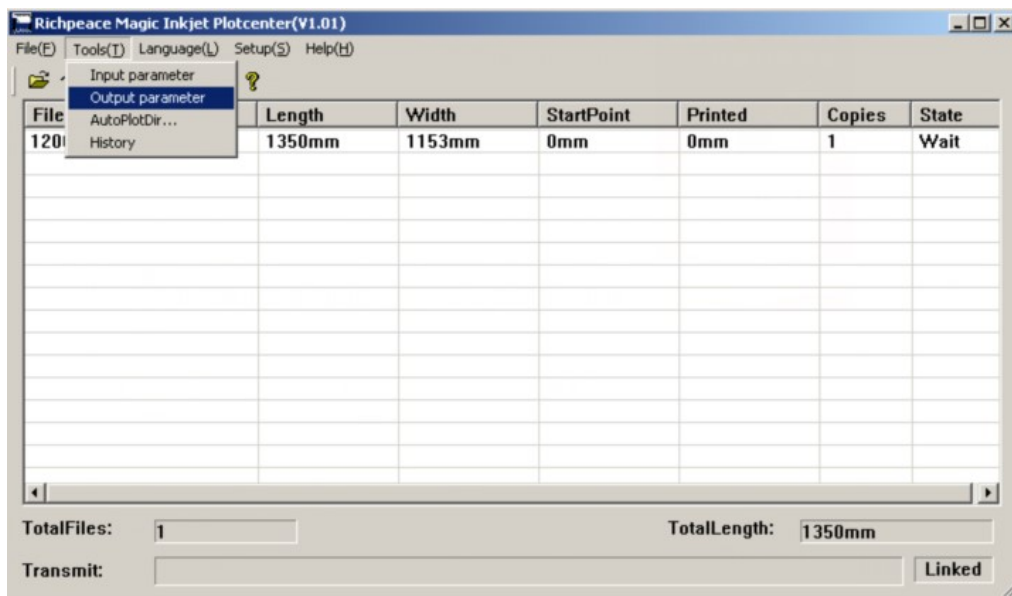 Richpeace Magic Inkjet Plotcenter(V1.01)
File(F) Tools(T) Language(L) Setup(S) Help(H)
Input parameter
Output parameter
AutoPlotDir...
History
File Length Width StartPoint Printed Copies State
120 1350mm 1153mm 0mm 0mm 1 Wait
TotalFiles: 1 TotalLength: 1350mm
Transmit: Linked